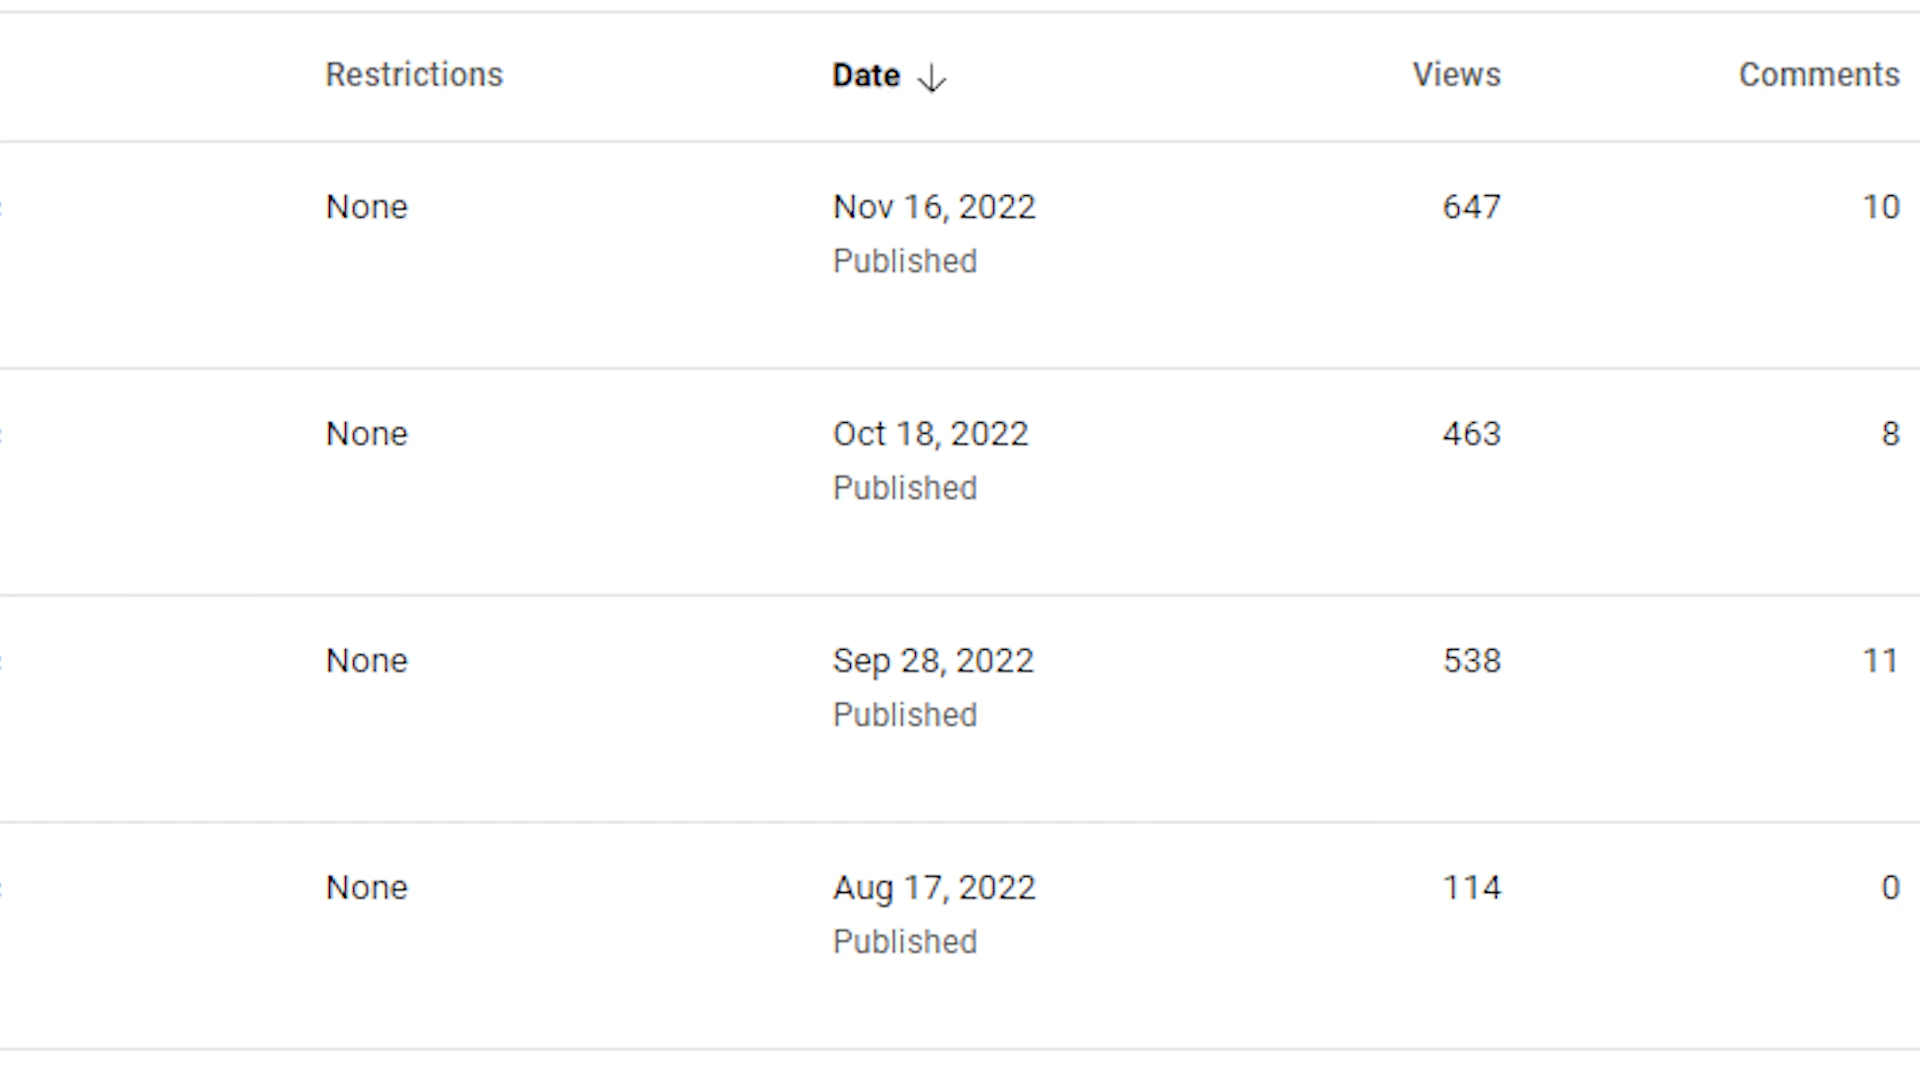 Restrictions Date ↓ Views Comments
None Nov 16, 2022 647 10
Published
None Oct 18, 2022 463 8
Published
None Sep 28, 2022 538 11
Published
None Aug 17, 2022 114 0
Published